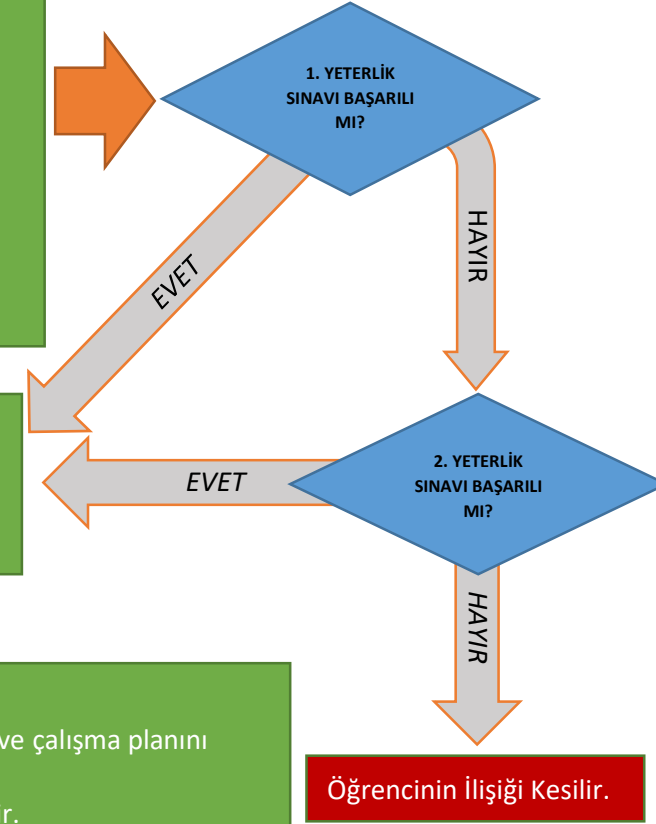 1. YETERLİK
SINAVI BAŞARILI
MI?
EVET
HAYIR
2. YETERLİK
SINAVI BAŞARILI
MI?
EVET
HAYIR
ve çalışma planını
ir.
Öğrencinin İlişiği Kesilir.